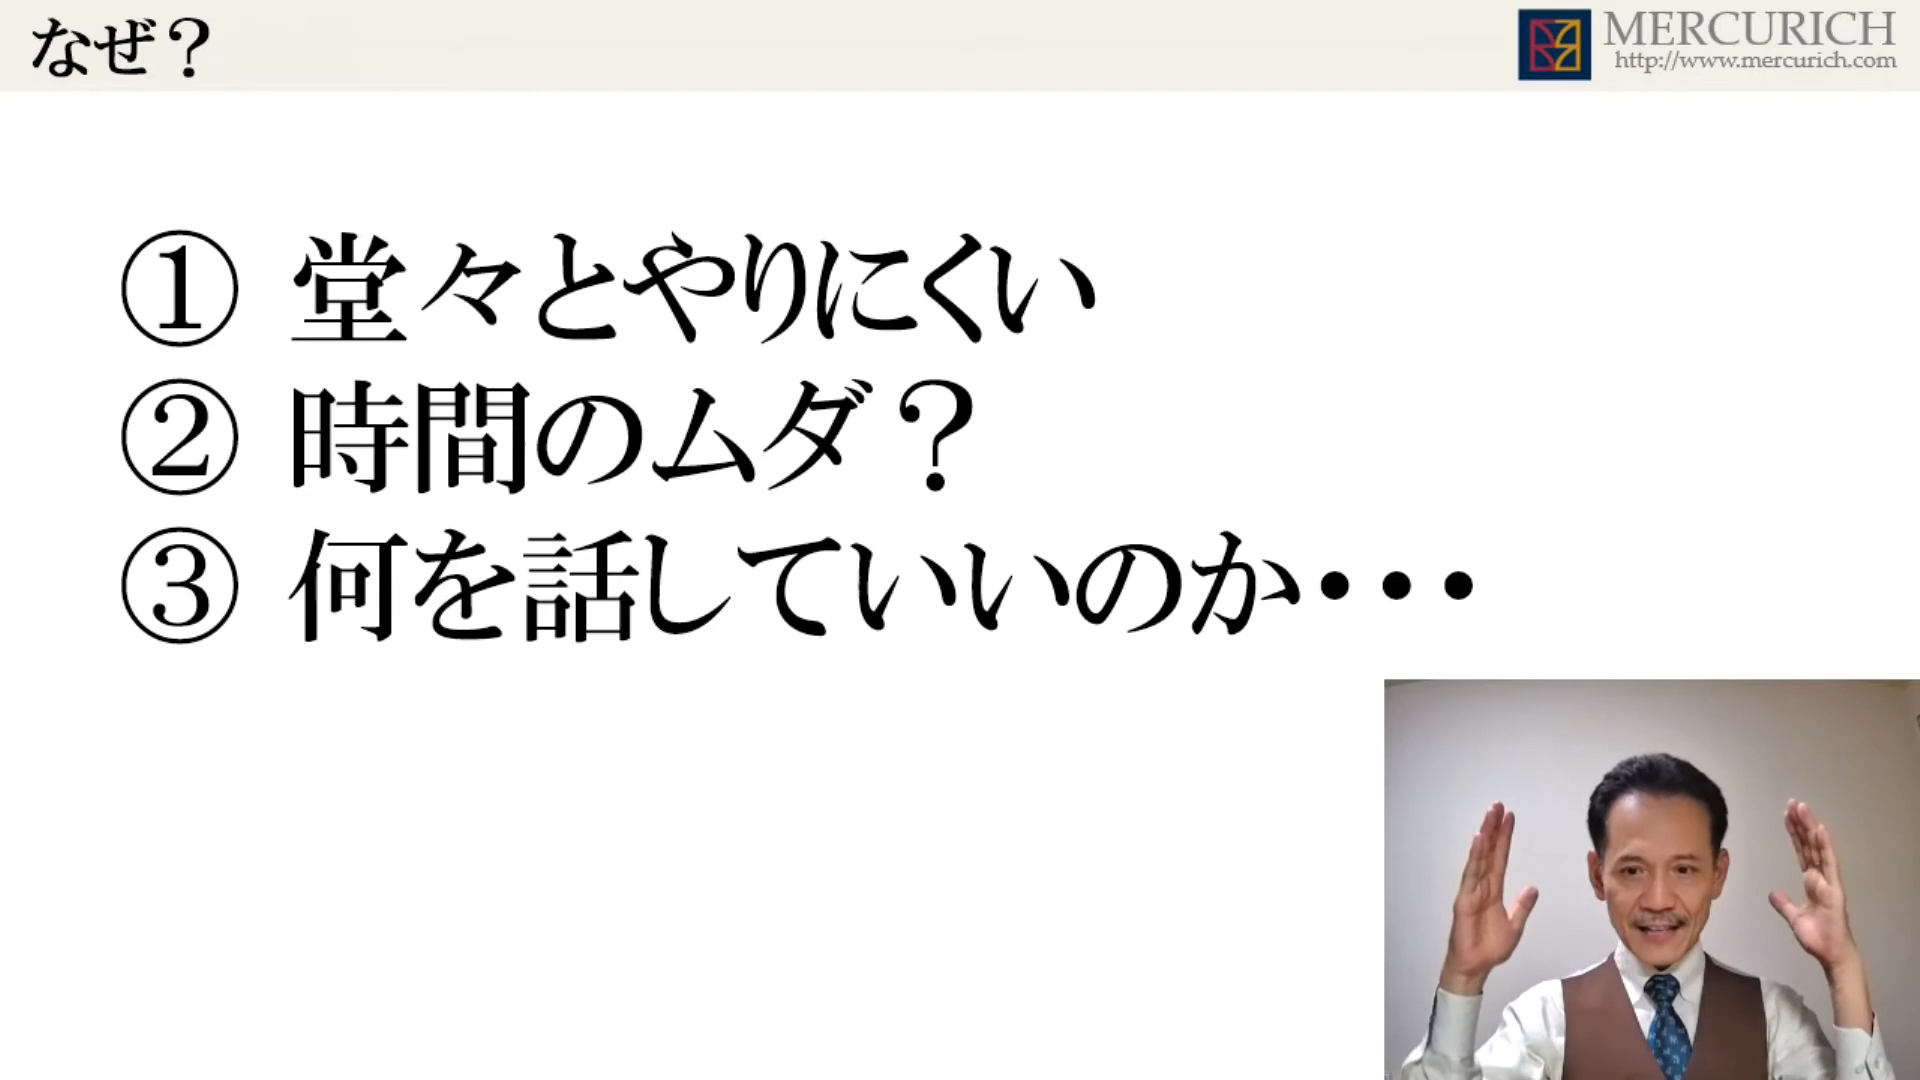 なぜ？
MERCURICH
http://www.mercurich.com
① 堂々とやりにくい
② 時間のムダ？
③ 何を話していいのか・・・